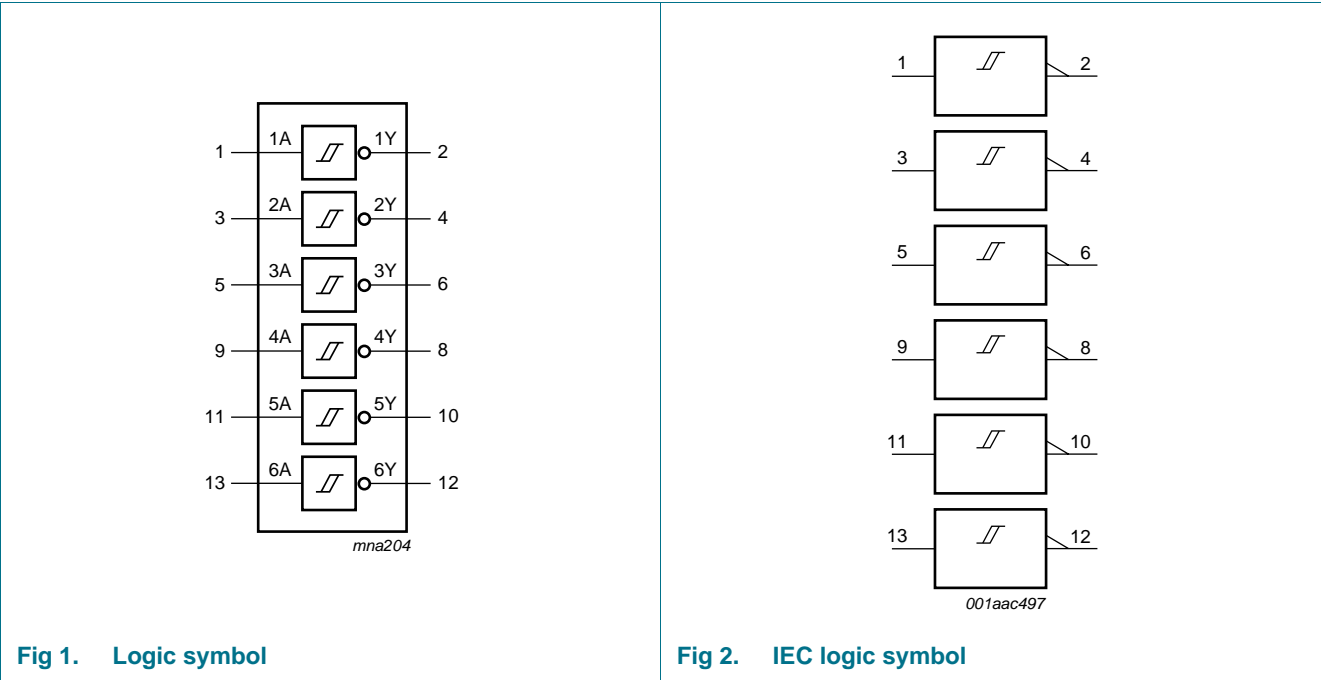 1 1A 1Y 2
3 2A 2Y 4
5 3A 3Y 6
9 4A 4Y 8
11 5A 5Y 10
13 6A 6Y 12
mna204
Fig 1. Logic symbol
1 2
3 4
5 6
9 8
11 10
13 12
001aac497
Fig 2. IEC logic symbol